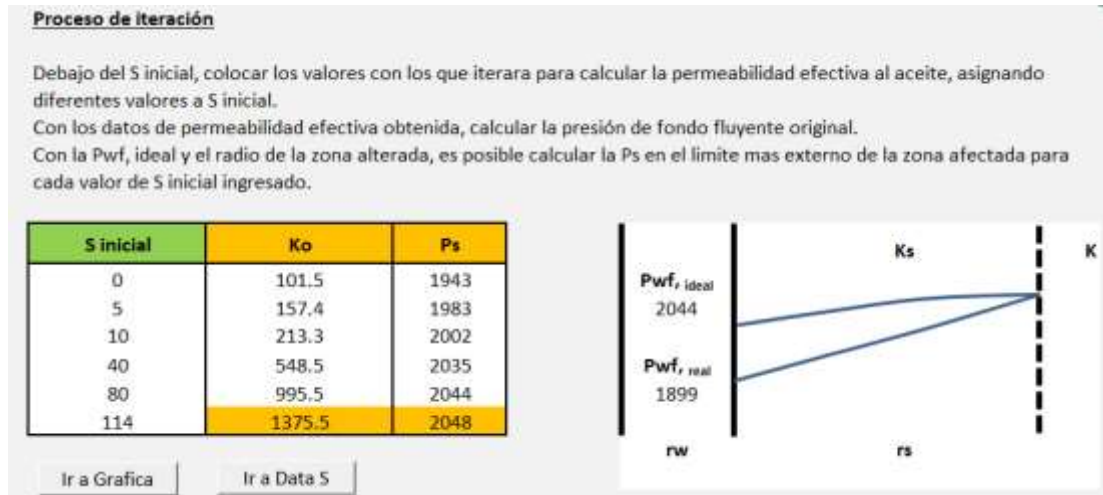 Proceso de iteración
Debajo del S inicial, colocar los valores con los que iterara para calcular la permeabilidad efectiva al aceite, asignando
diferentes valores a S inicial.
Con los datos de permeabilidad efectiva obtenida, calcular la presión de fondo fluyente original.
Con la Pwf, ideal y el radio de la zona alterada, es posible calcular la Ps en el limite mas externo de la zona afectada para
cada valor de S inicial ingresado.
S inicial Ko Ps
0 101.5 1943
5 157.4 1983
10 213.3 2002
40 548.5 2035
80 995.5 2044
114 1375.5 2048
Ir a Grafica Ir a Data S
Ks K
Pwf, ideal
2044
Pwf, real
1899
rw rs